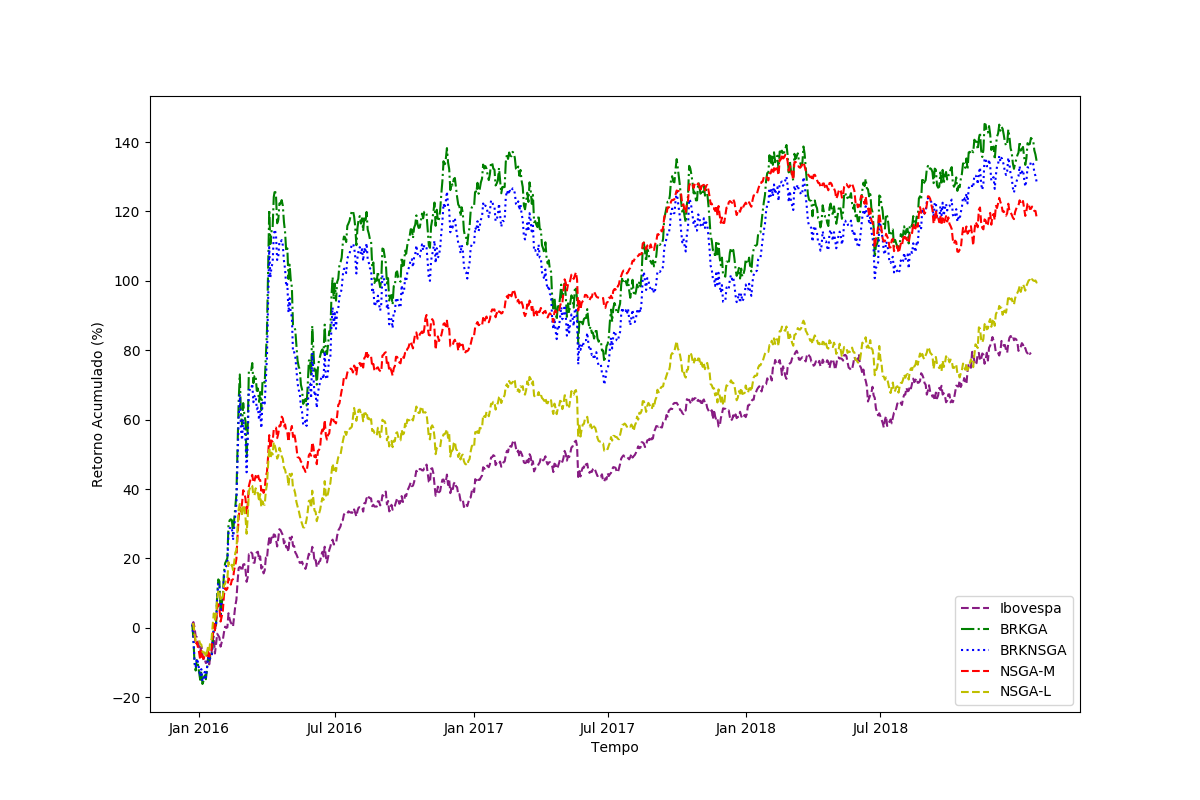 Retorno Acumulado (%)
140
120
100
80
60
40
20
0
−20
Jan 2016
Jul 2016
Jan 2017
Jul 2017
Jan 2018
Jul 2018
Tempo
Ibovespa
BRKGA
BRKNSGA
NSGA-M
NSGA-L